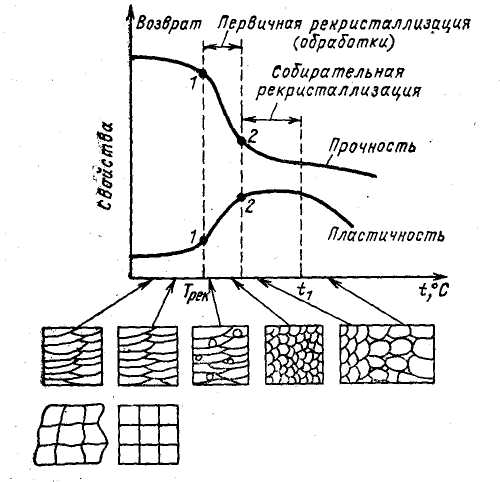 Возврат
Первичная рекристаллизация
(обработки)
Собирательная
рекристаллизация
1
2
Прочность
Свойства
1
2
Пластичность
Tрек
t₁
t,°C